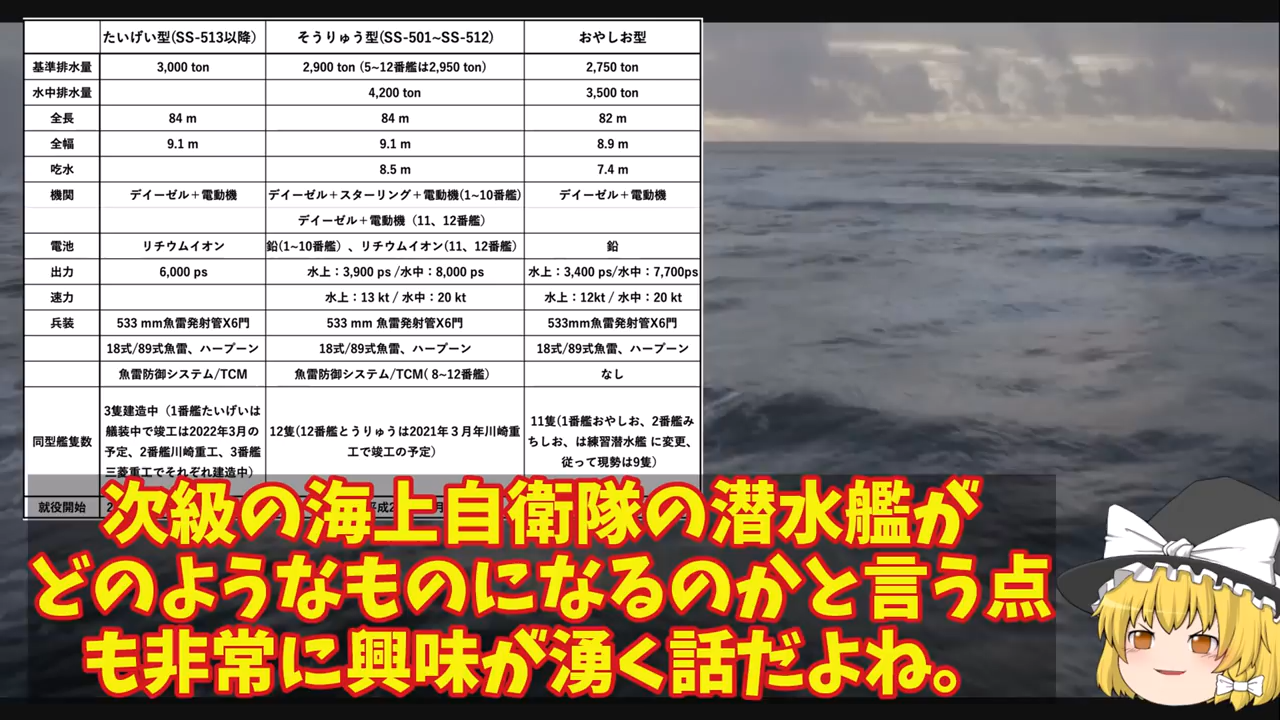 たいげい型(SS-513以降) そうりゅう型(SS-501~SS-512) おやしお型
基準排水量 3,000 ton 2,900 ton (5~12番艦は2,950 ton) 2,750 ton
水中排水量 4,200 ton 3,500 ton
全長 84 m 84 m 82 m
全幅 9.1 m 9.1 m 8.9 m
吃水 8.5 m 7.4 m
機関 デイーゼル＋電動機 デイーゼル＋スターリング＋電動機(1~10番艦) デイーゼル＋電動機
デイーゼル＋電動機（11、12番艦）
電池 リチウムイオン 鉛(1~10番艦）、リチウムイオン(11、12番艦） 鉛
出力 6,000 ps 水上：3,900 ps /水中：8,000 ps 水上：3,400 ps/水中：7,700ps
速力 水上：13 kt / 水中：20 kt 水上：12kt / 水中：20 kt
兵装 533 mm魚雷発射管X6門 533 mm 魚雷発射管X6門 533mm魚雷発射管X6門
18式/89式魚雷、ハープーン 18式/89式魚雷、ハープーン 18式/89式魚雷、ハープーン
魚雷防御システム/TCM 魚雷防御システム/TCM( 8~12番艦） なし
同型艦隻数
3隻建造中（1番艦たいげいは
艤装中で竣工は2022年3月の
予定、2番艦川崎重工、3番艦
三菱重工でそれぞれ建造中）
12隻(12番艦とうりゅうは2021年３月年川崎重
工で竣工の予定）
11隻(1番艦おやしお、2番艦み
ちしお、は練習潜水艦 に変更、
従って現勢は9隻）
就役開始
次級の海上自衛隊の潜水艦が
どのようなものになるのかと言う点
も非常に興味が湧く話だよね。